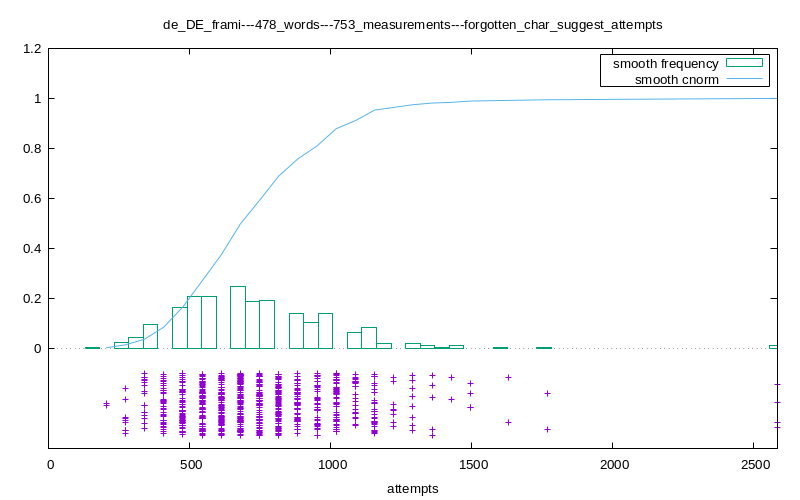 de_DE_frami---478_words---753_measurements---forgotten_char_suggest_attempts
1.2
smooth frequency
smooth cnorm
1
0.8
0.6
0.4
0.2
0
0 500 1000 1500 2000 2500
attempts